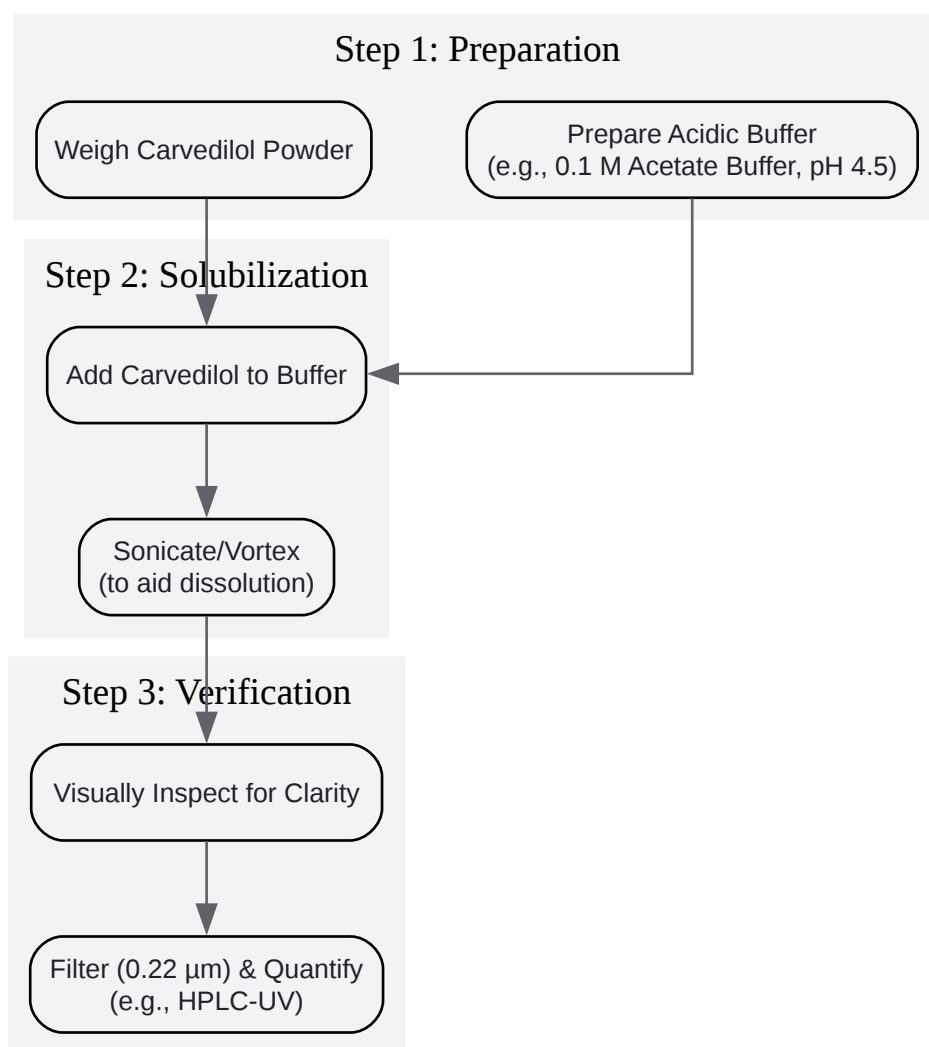 Step 1: Preparation
Weigh Carvedilol Powder
Prepare Acidic Buffer
(e.g., 0.1 M Acetate Buffer, pH 4.5)
Step 2: Solubilization
Add Carvedilol to Buffer
Sonicate/Vortex
(to aid dissolution)
Step 3: Verification
Visually Inspect for Clarity
Filter (0.22 µm) & Quantify
(e.g., HPLC-UV)